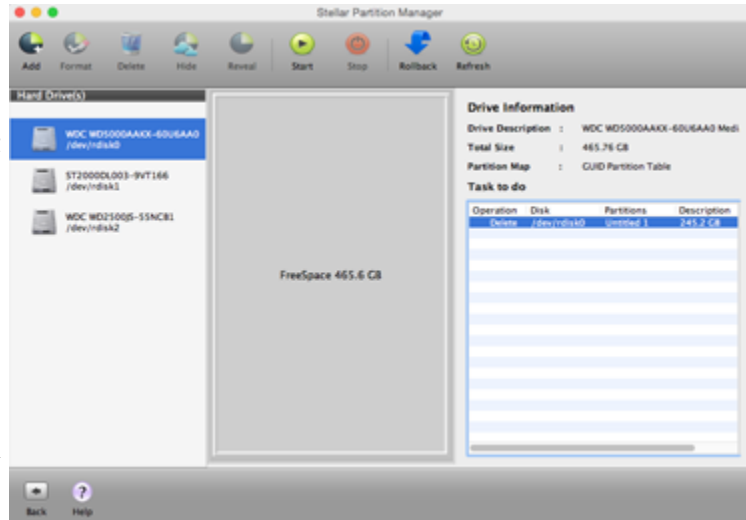 Stellar Partition Manager
Add Format Delete Hide Reveal Start Stop Rollback Refresh
Hard Drive(s)
WDC WD5000AAKX-60U6AA0
/dev/rdisk0
ST2000DL003-9VT166
/dev/rdisk1
WDC WD2500JS-55NCB1
/dev/rdisk2
FreeSpace 465.6 GB
Drive Information
Drive Description : WDC WD5000AAKX-60U6AA0 Medi
Total Size : 465.76 GB
Partition Map : GUID Partition Table
Task to do
Operation Disk Partitions Description
Delete /dev/rdisk0 Untitled 1 245.2 GB
Back Help